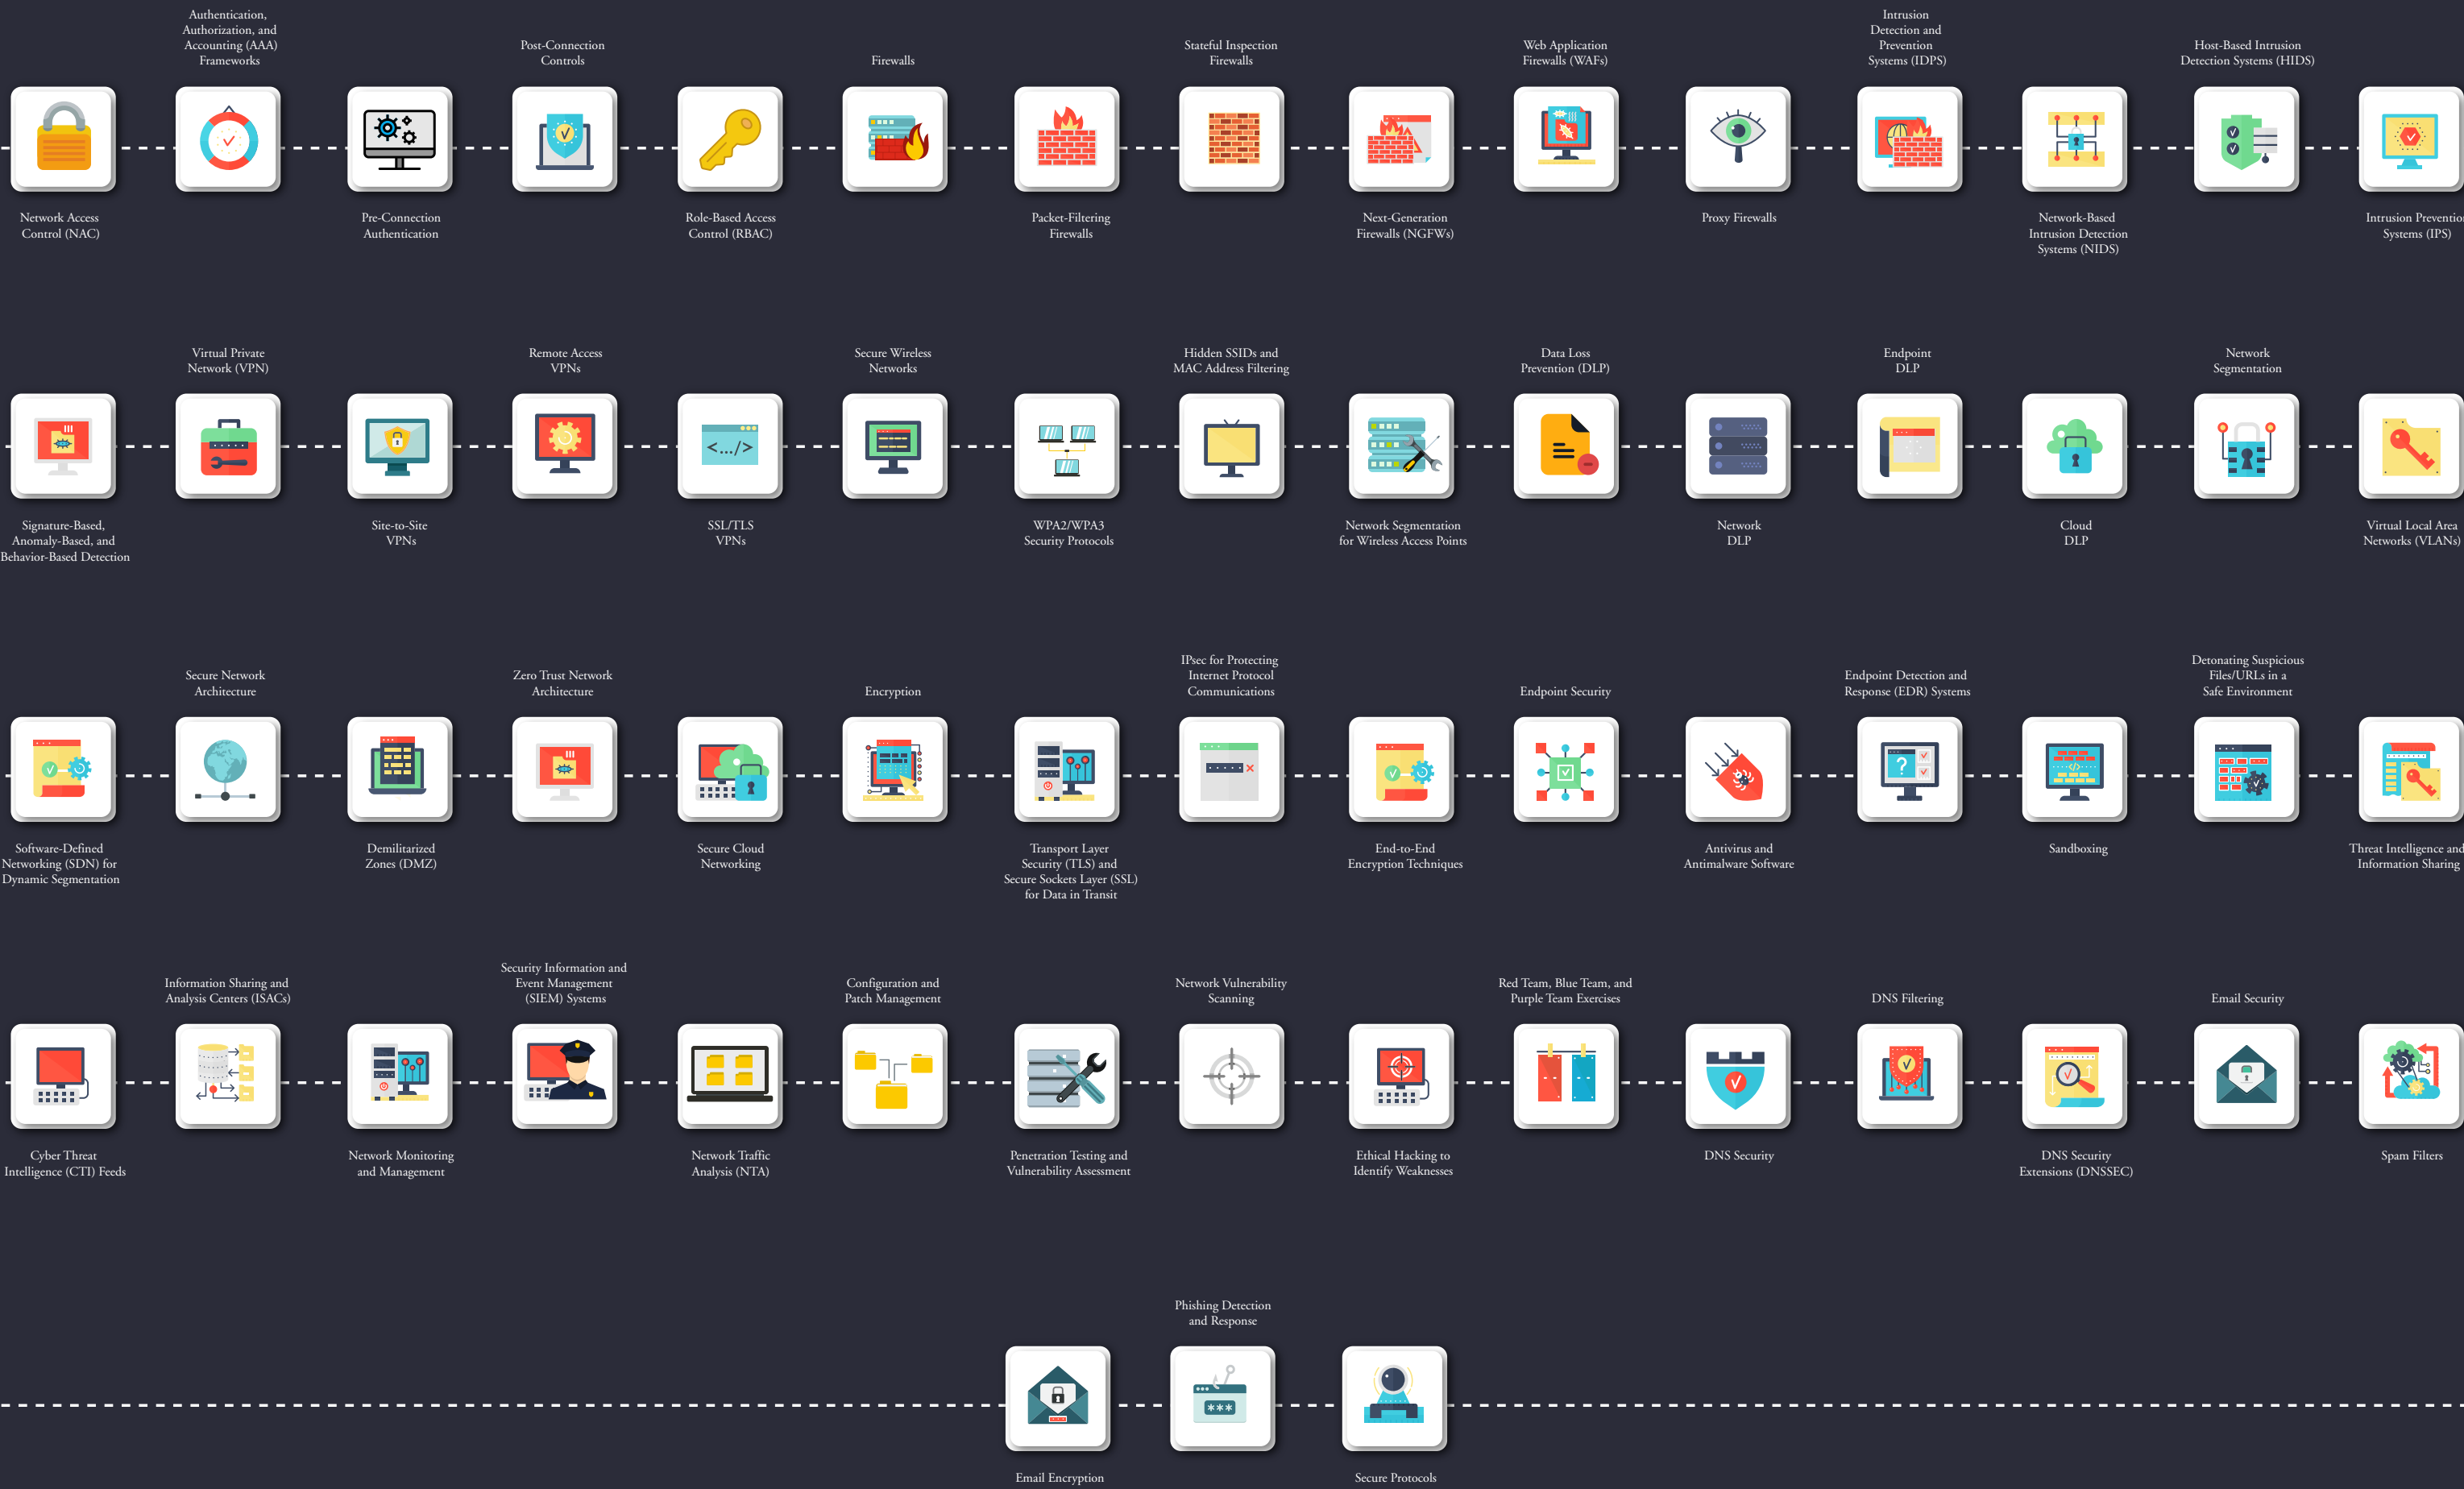 Authentication,
Authorization, and
Accounting (AAA)
Frameworks
Post-Connection
Controls
Firewalls
Stateful Inspection
Firewalls
Web Application
Firewalls (WAFs)
Intrusion
Detection and
Prevention
Systems (IDPS)
Host-Based Intrusion
Detection Systems (HIDS)
Network Access
Control (NAC)
Pre-Connection
Authentication
Role-Based Access
Control (RBAC)
Packet-Filtering
Firewalls
Next-Generation
Firewalls (NGFWs)
Proxy Firewalls
Network-Based
Intrusion Detection
Systems (NIDS)
Intrusion Preventio
Systems (IPS)
Virtual Private
Network (VPN)
Remote Access
VPNs
Secure Wireless
Networks
Hidden SSIDs and
MAC Address Filtering
Data Loss
Prevention (DLP)
Endpoint
DLP
Network
Segmentation
<.../>
Signature-Based,
Anomaly-Based, and
Behavior-Based Detection
Site-to-Site
VPNs
SSL/TLS
VPNs
WPA2/WPA3
Security Protocols
Network Segmentation
for Wireless Access Points
Network
DLP
Cloud
DLP
Virtual Local Area
Networks (VLANs)
Secure Network
Architecture
Zero Trust Network
Architecture
Encryption
IPsec for Protecting
Internet Protocol
Communications
Endpoint Security
Endpoint Detection and
Response (EDR) Systems
Detonating Suspicious
Files/URLs in a
Safe Environment
?
</>
Software-Defined
Networking (SDN) for
Dynamic Segmentation
Demilitarized
Zones (DMZ)
Secure Cloud
Networking
Transport Layer
Security (TLS) and
Secure Sockets Layer (SSL)
for Data in Transit
End-to-End
Encryption Techniques
Antivirus and
Antimalware Software
Sandboxing
Threat Intelligence and
Information Sharing
Information Sharing and
Analysis Centers (ISACs)
Security Information and
Event Management
(SIEM) Systems
Configuration and
Patch Management
Network Vulnerability
Scanning
Red Team, Blue Team, and
Purple Team Exercises
DNS Filtering
Email Security
Cyber Threat
Intelligence (CTI) Feeds
Network Monitoring
and Management
Network Traffic
Analysis (NTA)
Penetration Testing and
Vulnerability Assessment
Ethical Hacking to
Identify Weaknesses
DNS Security
DNS Security
Extensions (DNSSEC)
Spam Filters
Phishing Detection
and Response
***
Email Encryption
Secure Protocols